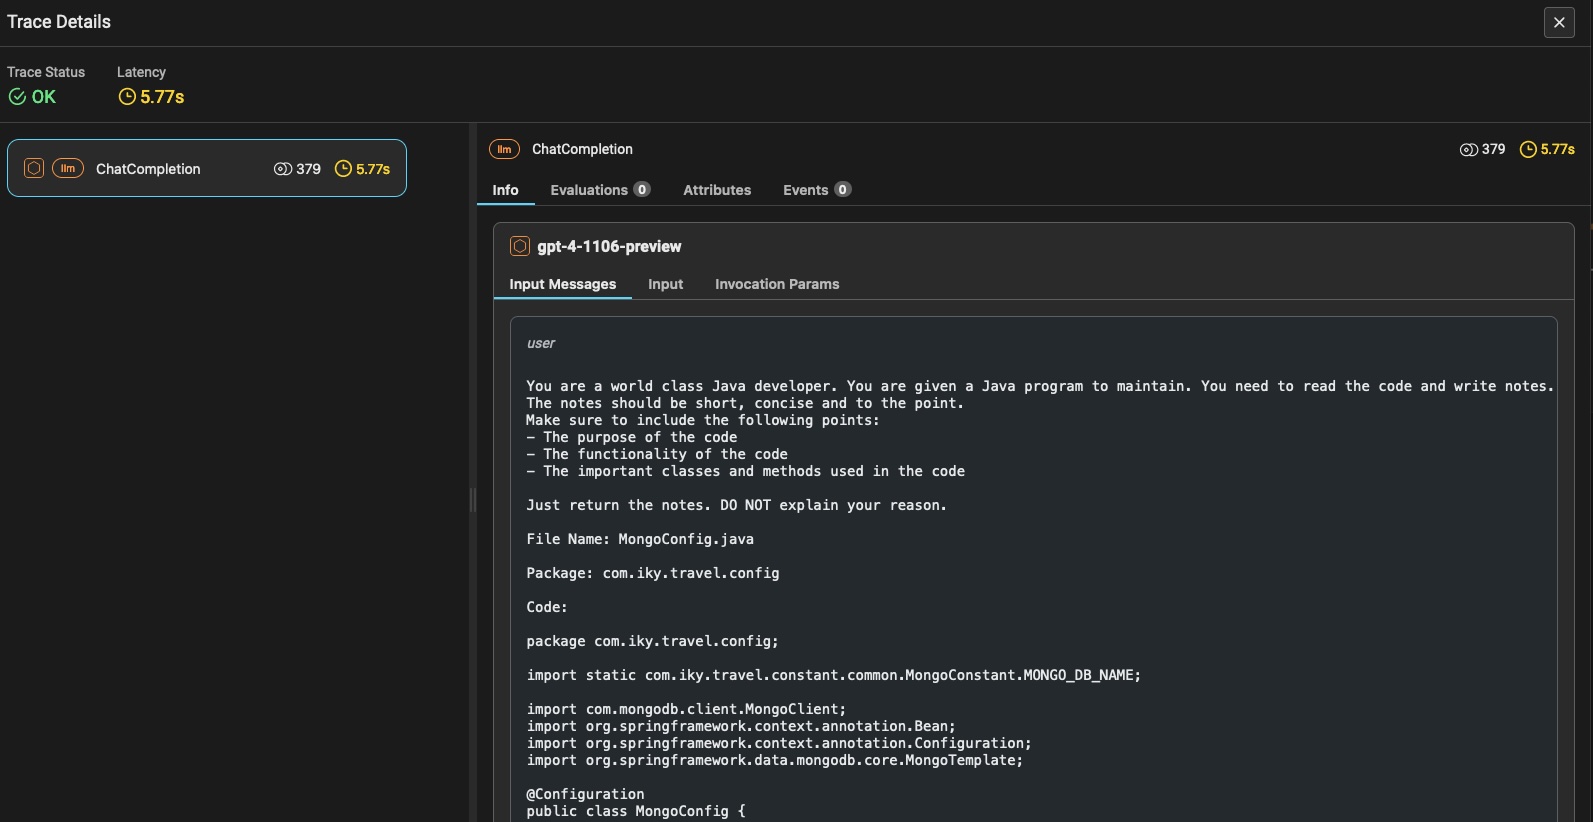 Trace Details
Trace Status
Latency
OK
5.77s
llm
ChatCompletion
379
5.77s
llm
ChatCompletion
379
5.77s
Info
Evaluations 0
Attributes
Events 0
gpt-4-1106-preview
Input Messages
Input
Invocation Params
user
You are a world class Java developer. You are given a Java program to maintain. You need to read the code and write notes.
The notes should be short, concise and to the point.
Make sure to include the following points:
– The purpose of the code
– The functionality of the code
– The important classes and methods used in the code
Just return the notes. DO NOT explain your reason.
File Name: MongoConfig.java
Package: com.iky.travel.config
Code:
package com.iky.travel.config;
import static com.iky.travel.constant.common.MongoConstant.MONGO_DB_NAME;
import com.mongodb.client.MongoClient;
import org.springframework.context.annotation.Bean;
import org.springframework.context.annotation.Configuration;
import org.springframework.data.mongodb.core.MongoTemplate;
@Configuration
public class MongoConfig {